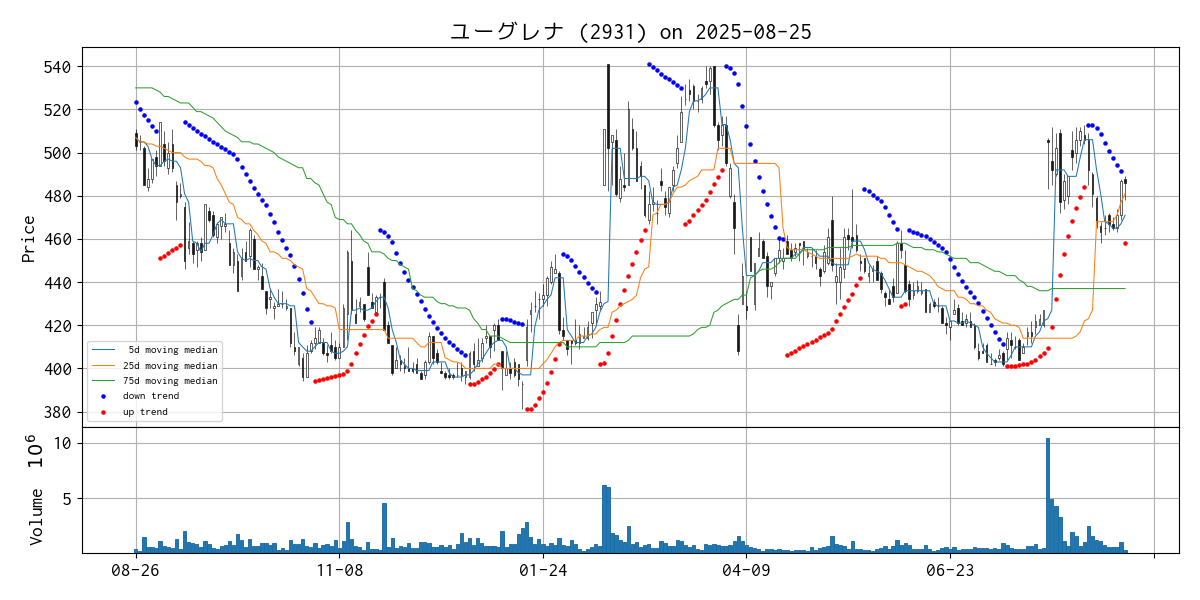 ユーグレナ (2931) on 2025-08-25
Price
540
520
500
480
460
440
420
400
380
5d moving median
25d moving median
75d moving median
down trend
up trend
Volume 10^6
10
5
08-26
11-08
01-24
04-09
06-23